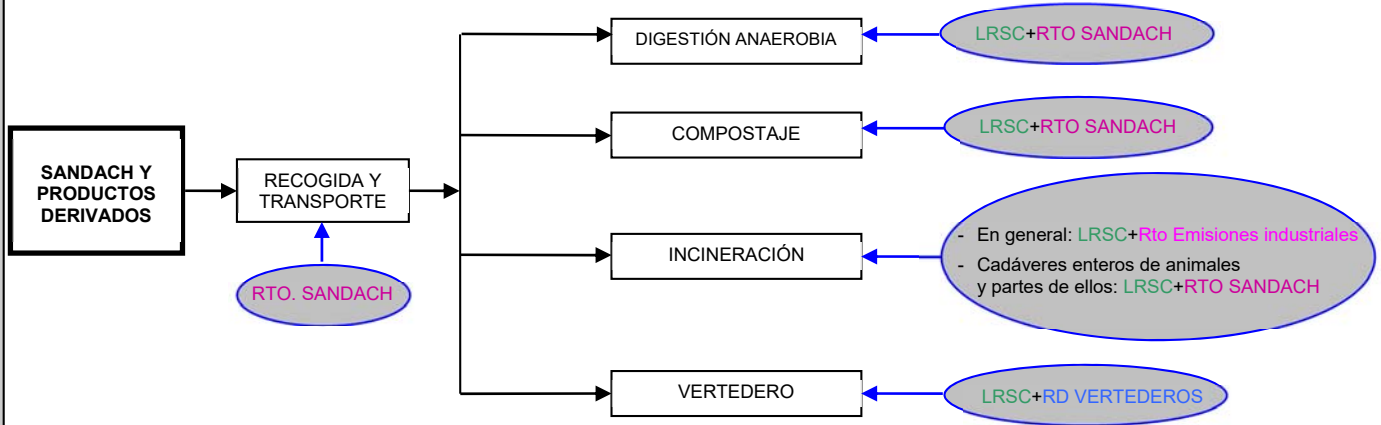 SANDACH Y
PRODUCTOS
DERIVADOS
RECOGIDA Y
TRANSPORTE
RTO. SANDACH
DIGESTIÓN ANAEROBIA
LRSC+RTO SANDACH
COMPOSTAJE
LRSC+RTO SANDACH
INCINERACIÓN
- En general: LRSC+Rto Emisiones industriales
- Cadáveres enteros de animales
y partes de ellos: LRSC+RTO SANDACH
VERTEDERO
LRSC+RD VERTEDEROS